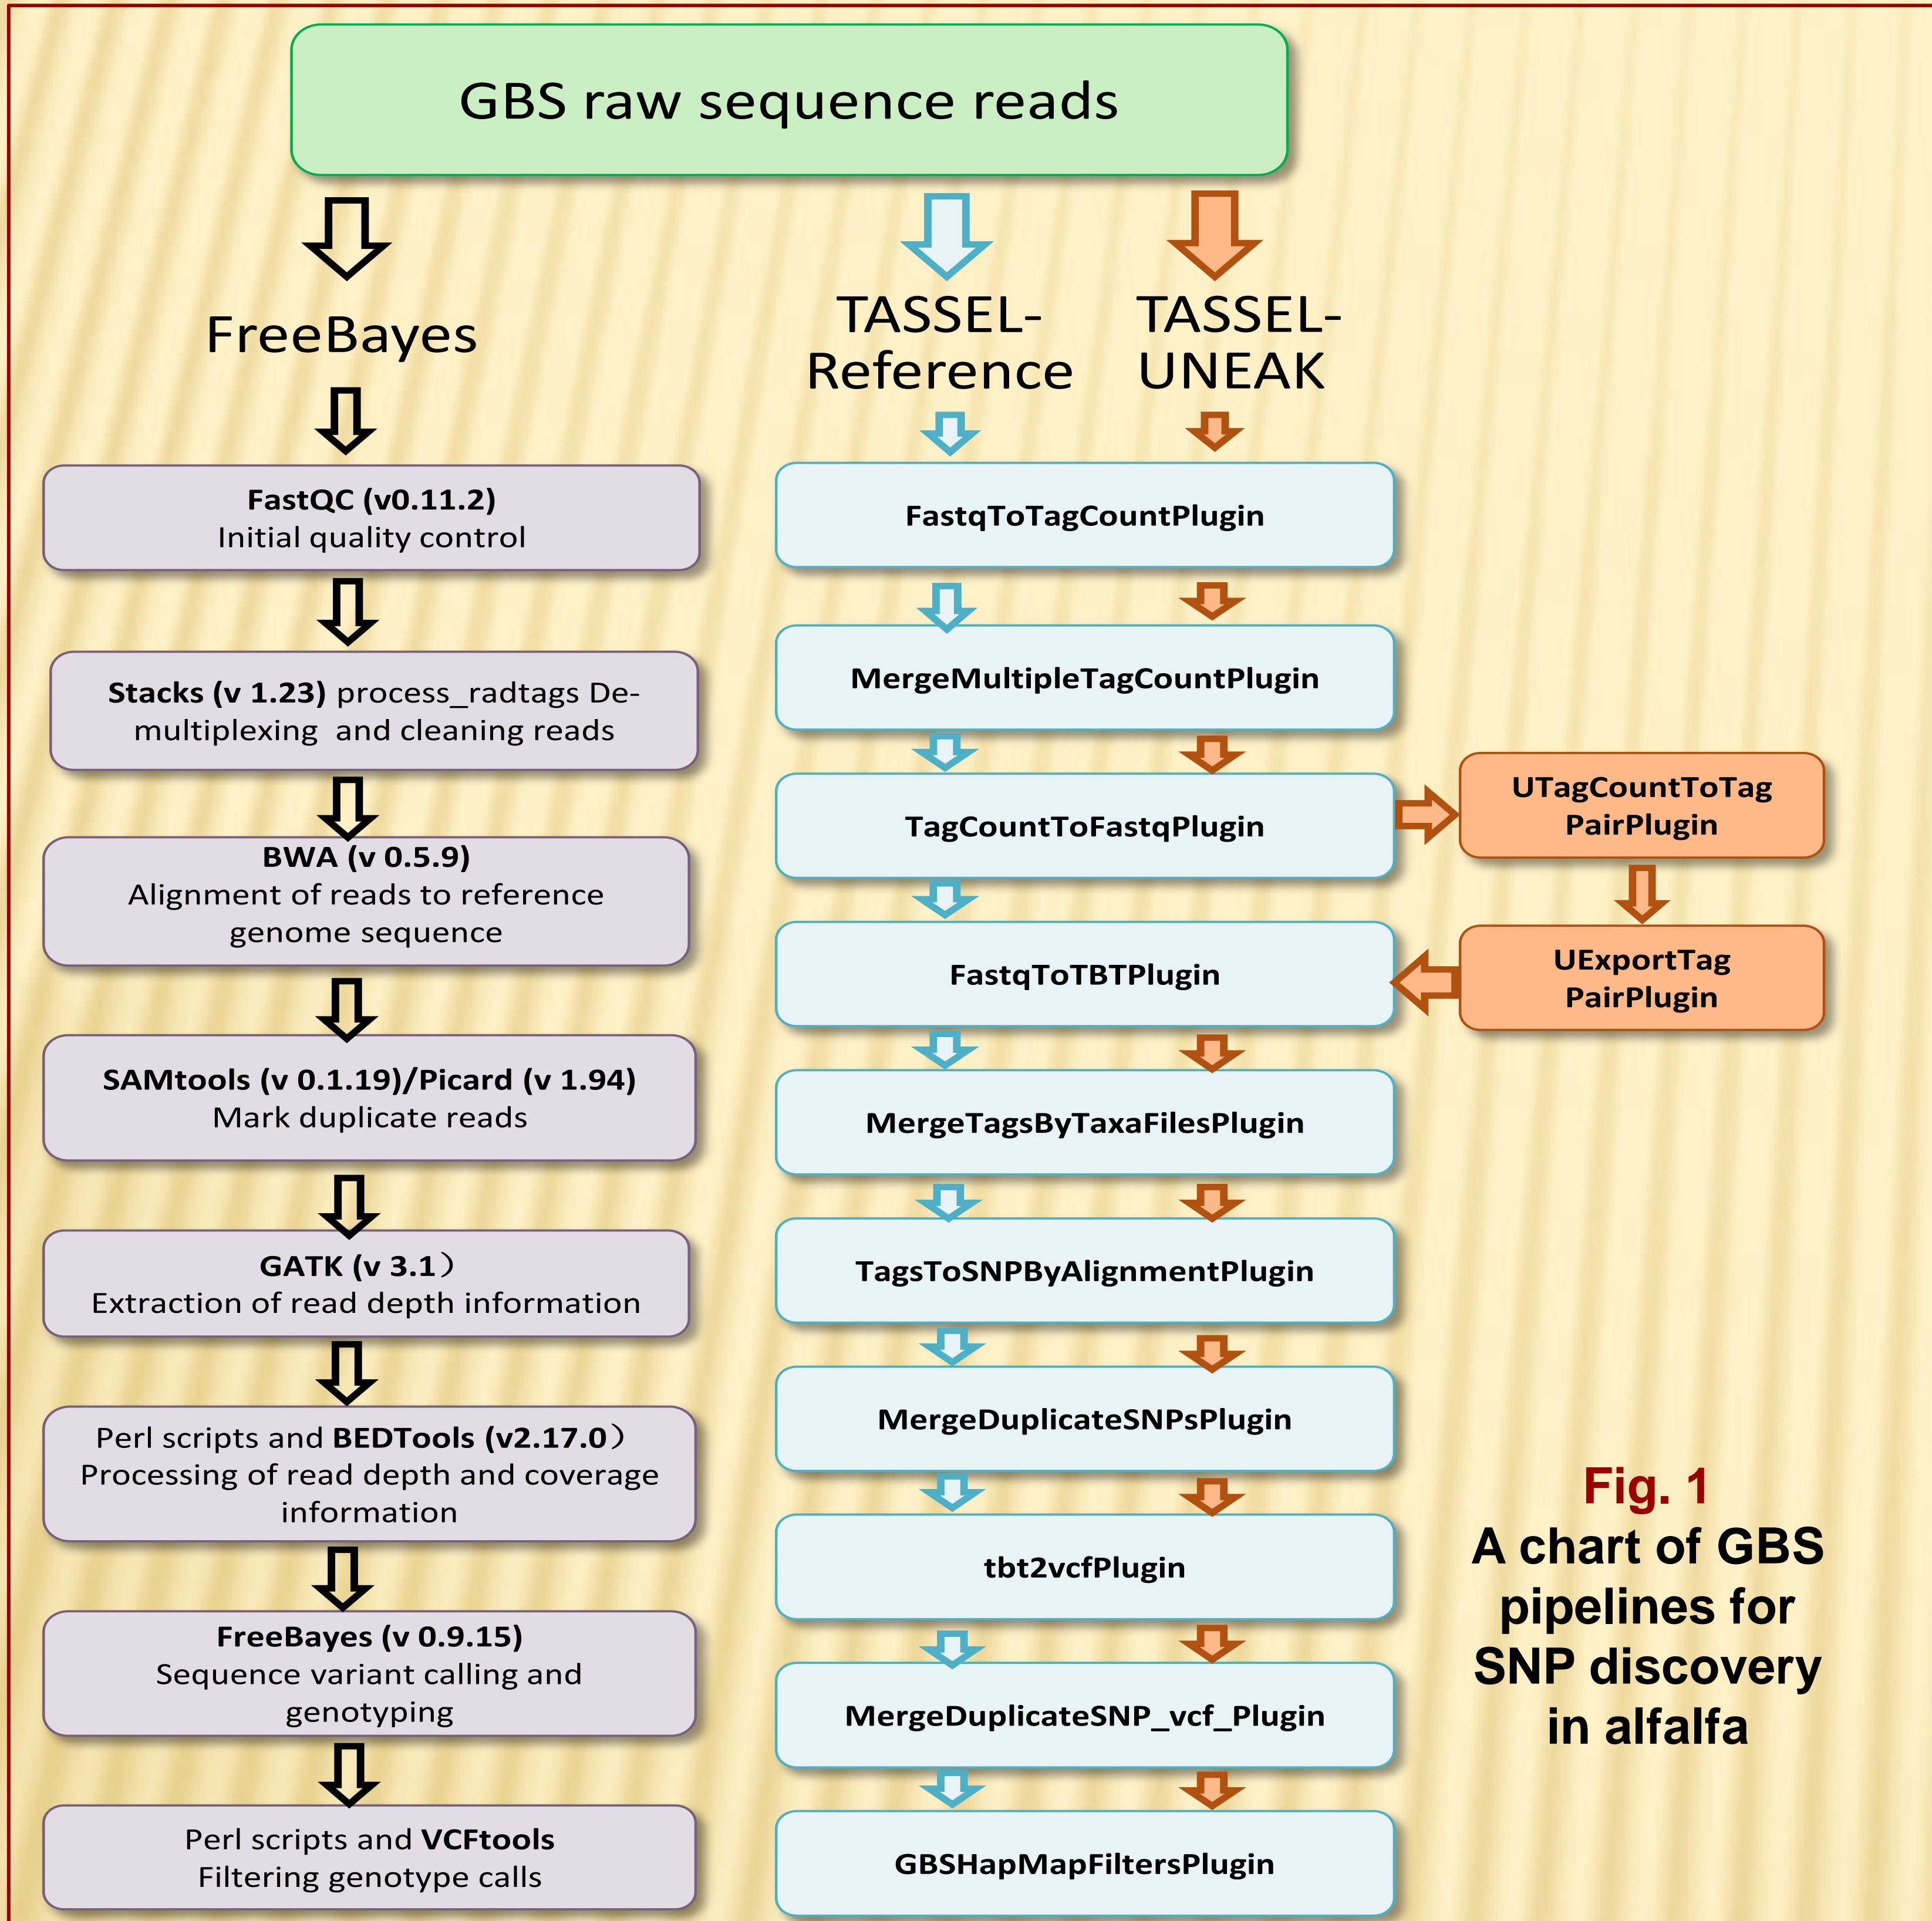 GBS raw sequence reads
FreeBayes
TASSEL-
Reference
TASSEL-
UNEAK
FastQC (v0.11.2)
Initial quality control
Stacks (v 1.23) process_radtags De-
multiplexing  and cleaning reads
BWA (v 0.5.9)
Alignment of reads to reference
genome sequence
SAMtools (v 0.1.19)/Picard (v 1.94)
Mark duplicate reads
GATK (v 3.1）
Extraction of read depth information
Perl scripts and BEDTools (v2.17.0）
Processing of read depth and coverage
information
FreeBayes (v 0.9.15)
Sequence variant calling and
genotyping
Perl scripts and VCFtools
Filtering genotype calls
FastqToTagCountPlugin
MergeMultipleTagCountPlugin
TagCountToFastqPlugin
UTagCountToTag
PairPlugin
UExportTag
PairPlugin
FastqToTBTPlugin
MergeTagsByTaxaFilesPlugin
TagsToSNPByAlignmentPlugin
MergeDuplicateSNPsPlugin
tbt2vcfPlugin
MergeDuplicateSNP_vcf_Plugin
GBSHapMapFiltersPlugin
Fig. 1
A chart of GBS
pipelines for
SNP discovery
in alfalfa